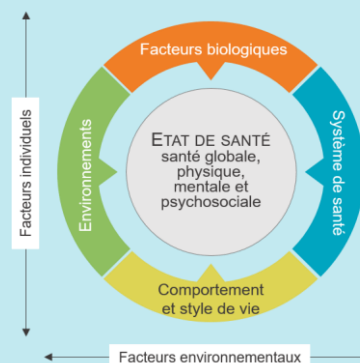 Facteurs biologiques
Facteurs individuels
Environnements
ETAT DE SANTÉ
santé globale,
physique,
mentale et
psychosociale
Système de santé
Comportement
et style de vie
Facteurs environnementaux